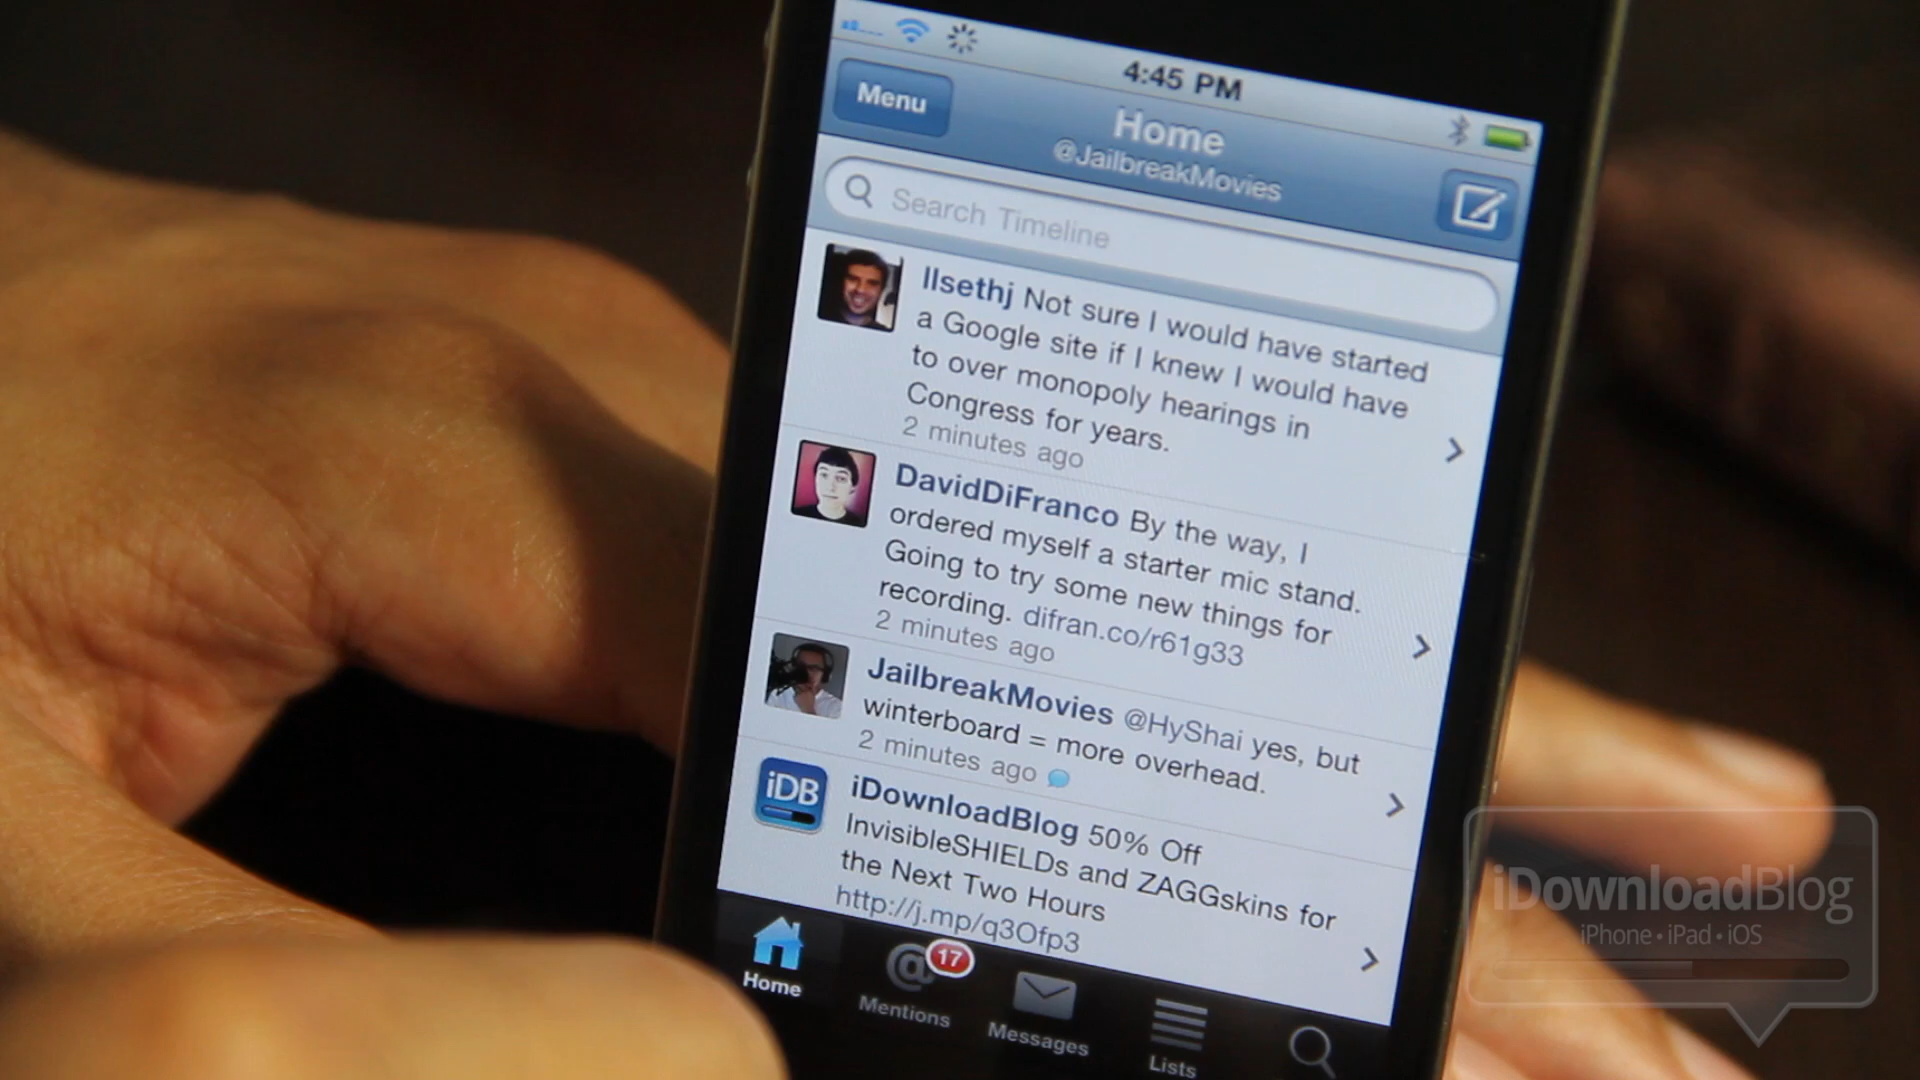 4:45 PM
Menu
Home
@JailbreakMovies
Search Timeline
llsethj Not sure I would have started
a Google site if I knew I would have
to over monopoly hearings in
Congress for years.
2 minutes ago
DavidDiFranco By the way, I
ordered myself a starter mic stand.
Going to try some new things for
recording. difran.co/r61g33
2 minutes ago
JailbreakMovies @HyShai yes, but
winterboard = more overhead.
2 minutes ago
iDB
iDownloadBlog 50% Off
InvisibleSHIELDs and ZAGGskins for
the Next Two Hours
http://j.mp/q3Ofp3
17
Home
Mentions
Messages
Lists
iDownloadBlog
iPhone • iPad • iOS